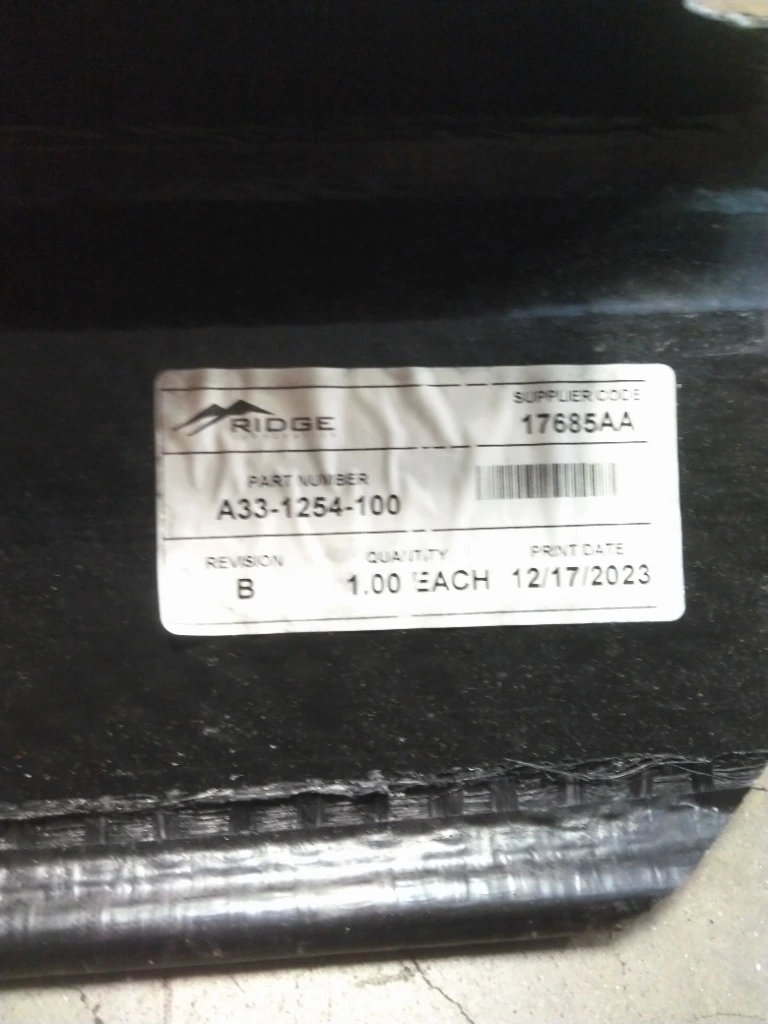 RIDGE
SUPPLIER CODE
17685AA
PART NUMBER
A33-1254-100
REVISION
B
QUANTITY
1.00 EACH
PRINT DATE
12/17/2023